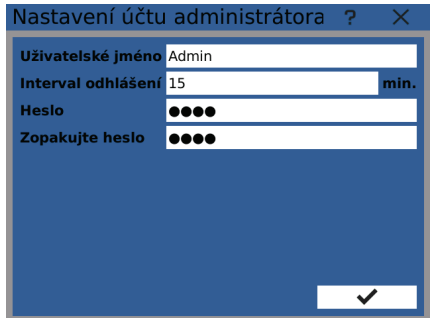 Nastavení účtu administrátora ?
Uživatelské jméno Admin
Interval odhlášení 15 min.
Heslo ●●●●
Zopakujte heslo ●●●●